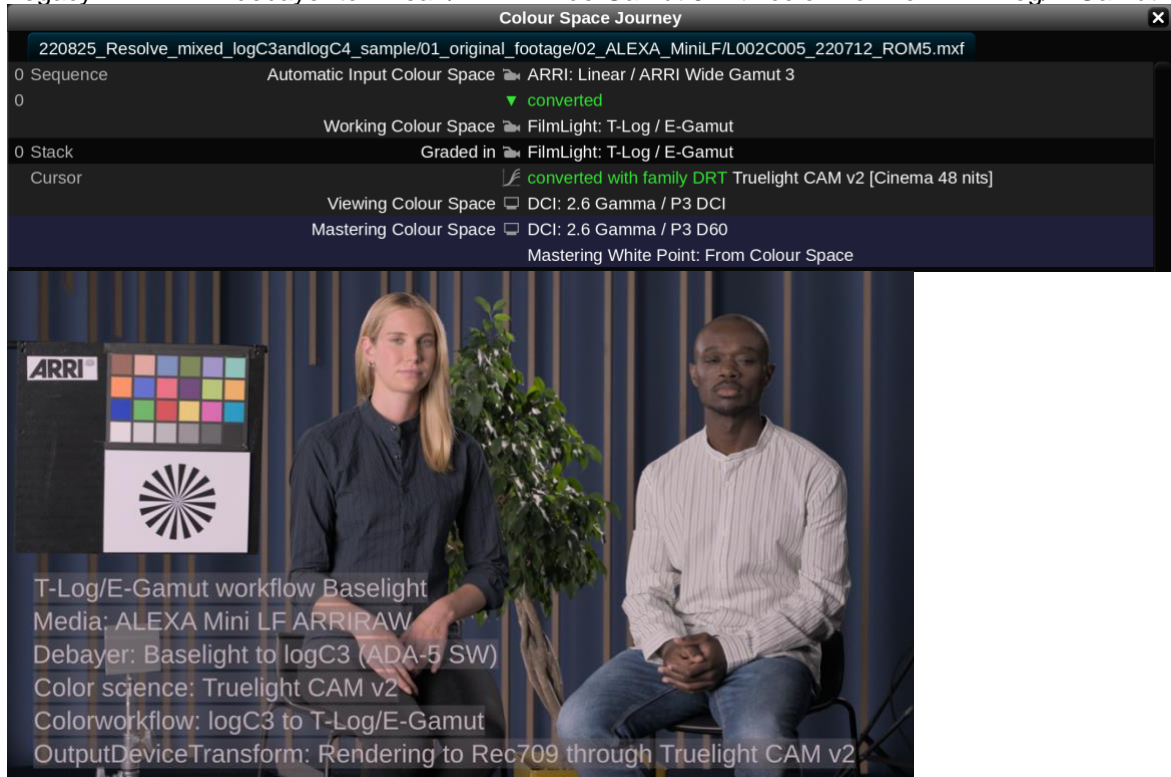 Colour Space Journey
220825_Resolve_mixed_logC3andlogC4_sample/01_original_footage/02_ALEXA_MiniLF/L002C005_220712_ROM5.mxf
0 Sequence Automatic Input Colour Space ARRI: Linear / ARRI Wide Gamut 3
0 ▼ converted
Working Colour Space FilmLight: T-Log / E-Gamut
0 Stack Graded in FilmLight: T-Log / E-Gamut
Cursor converted with family DRT Truelight CAM v2 [Cinema 48 nits]
Viewing Colour Space DCI: 2.6 Gamma / P3 DCI
Mastering Colour Space DCI: 2.6 Gamma / P3 D60
Mastering White Point: From Colour Space
ARRI
T-Log/E-Gamut workflow Baselight
Media: ALEXA Mini LF ARRIRAW
Debayer: Baselight to logC3 (ADA-5 SW)
Color science: Truelight CAM v2
Colorworkflow: logC3 to T-Log/E-Gamut
OutputDeviceTransform: Rendering to Rec709 through Truelight CAM v2